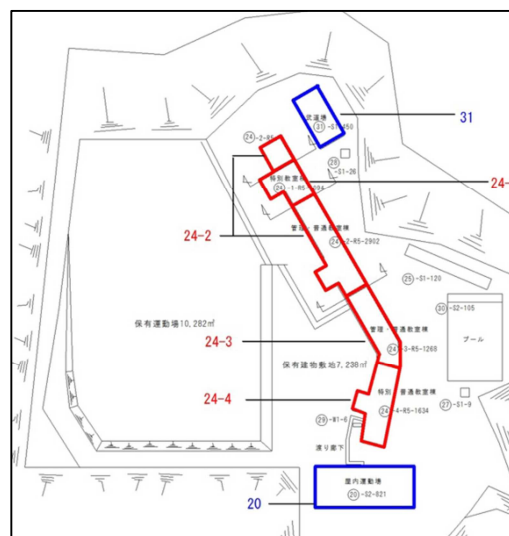 武道場
31
24
-2-R5
28
-S1-26
特別教室棟
24-
24
24-2
管理・普通教室棟
24
-2-R5-2902
25
-S1-120
30
-S2-105
保有運動場10,282㎡
管理・普通教室棟
プール
24-3
24
-3-R5-1268
保有建物敷地7,238㎡
特別・普通教室棟
24-4
24
-4-R5-1634
27
-S1-9
29
-W1-6
渡り廊下
屋内運動場
20
-S2-821
20